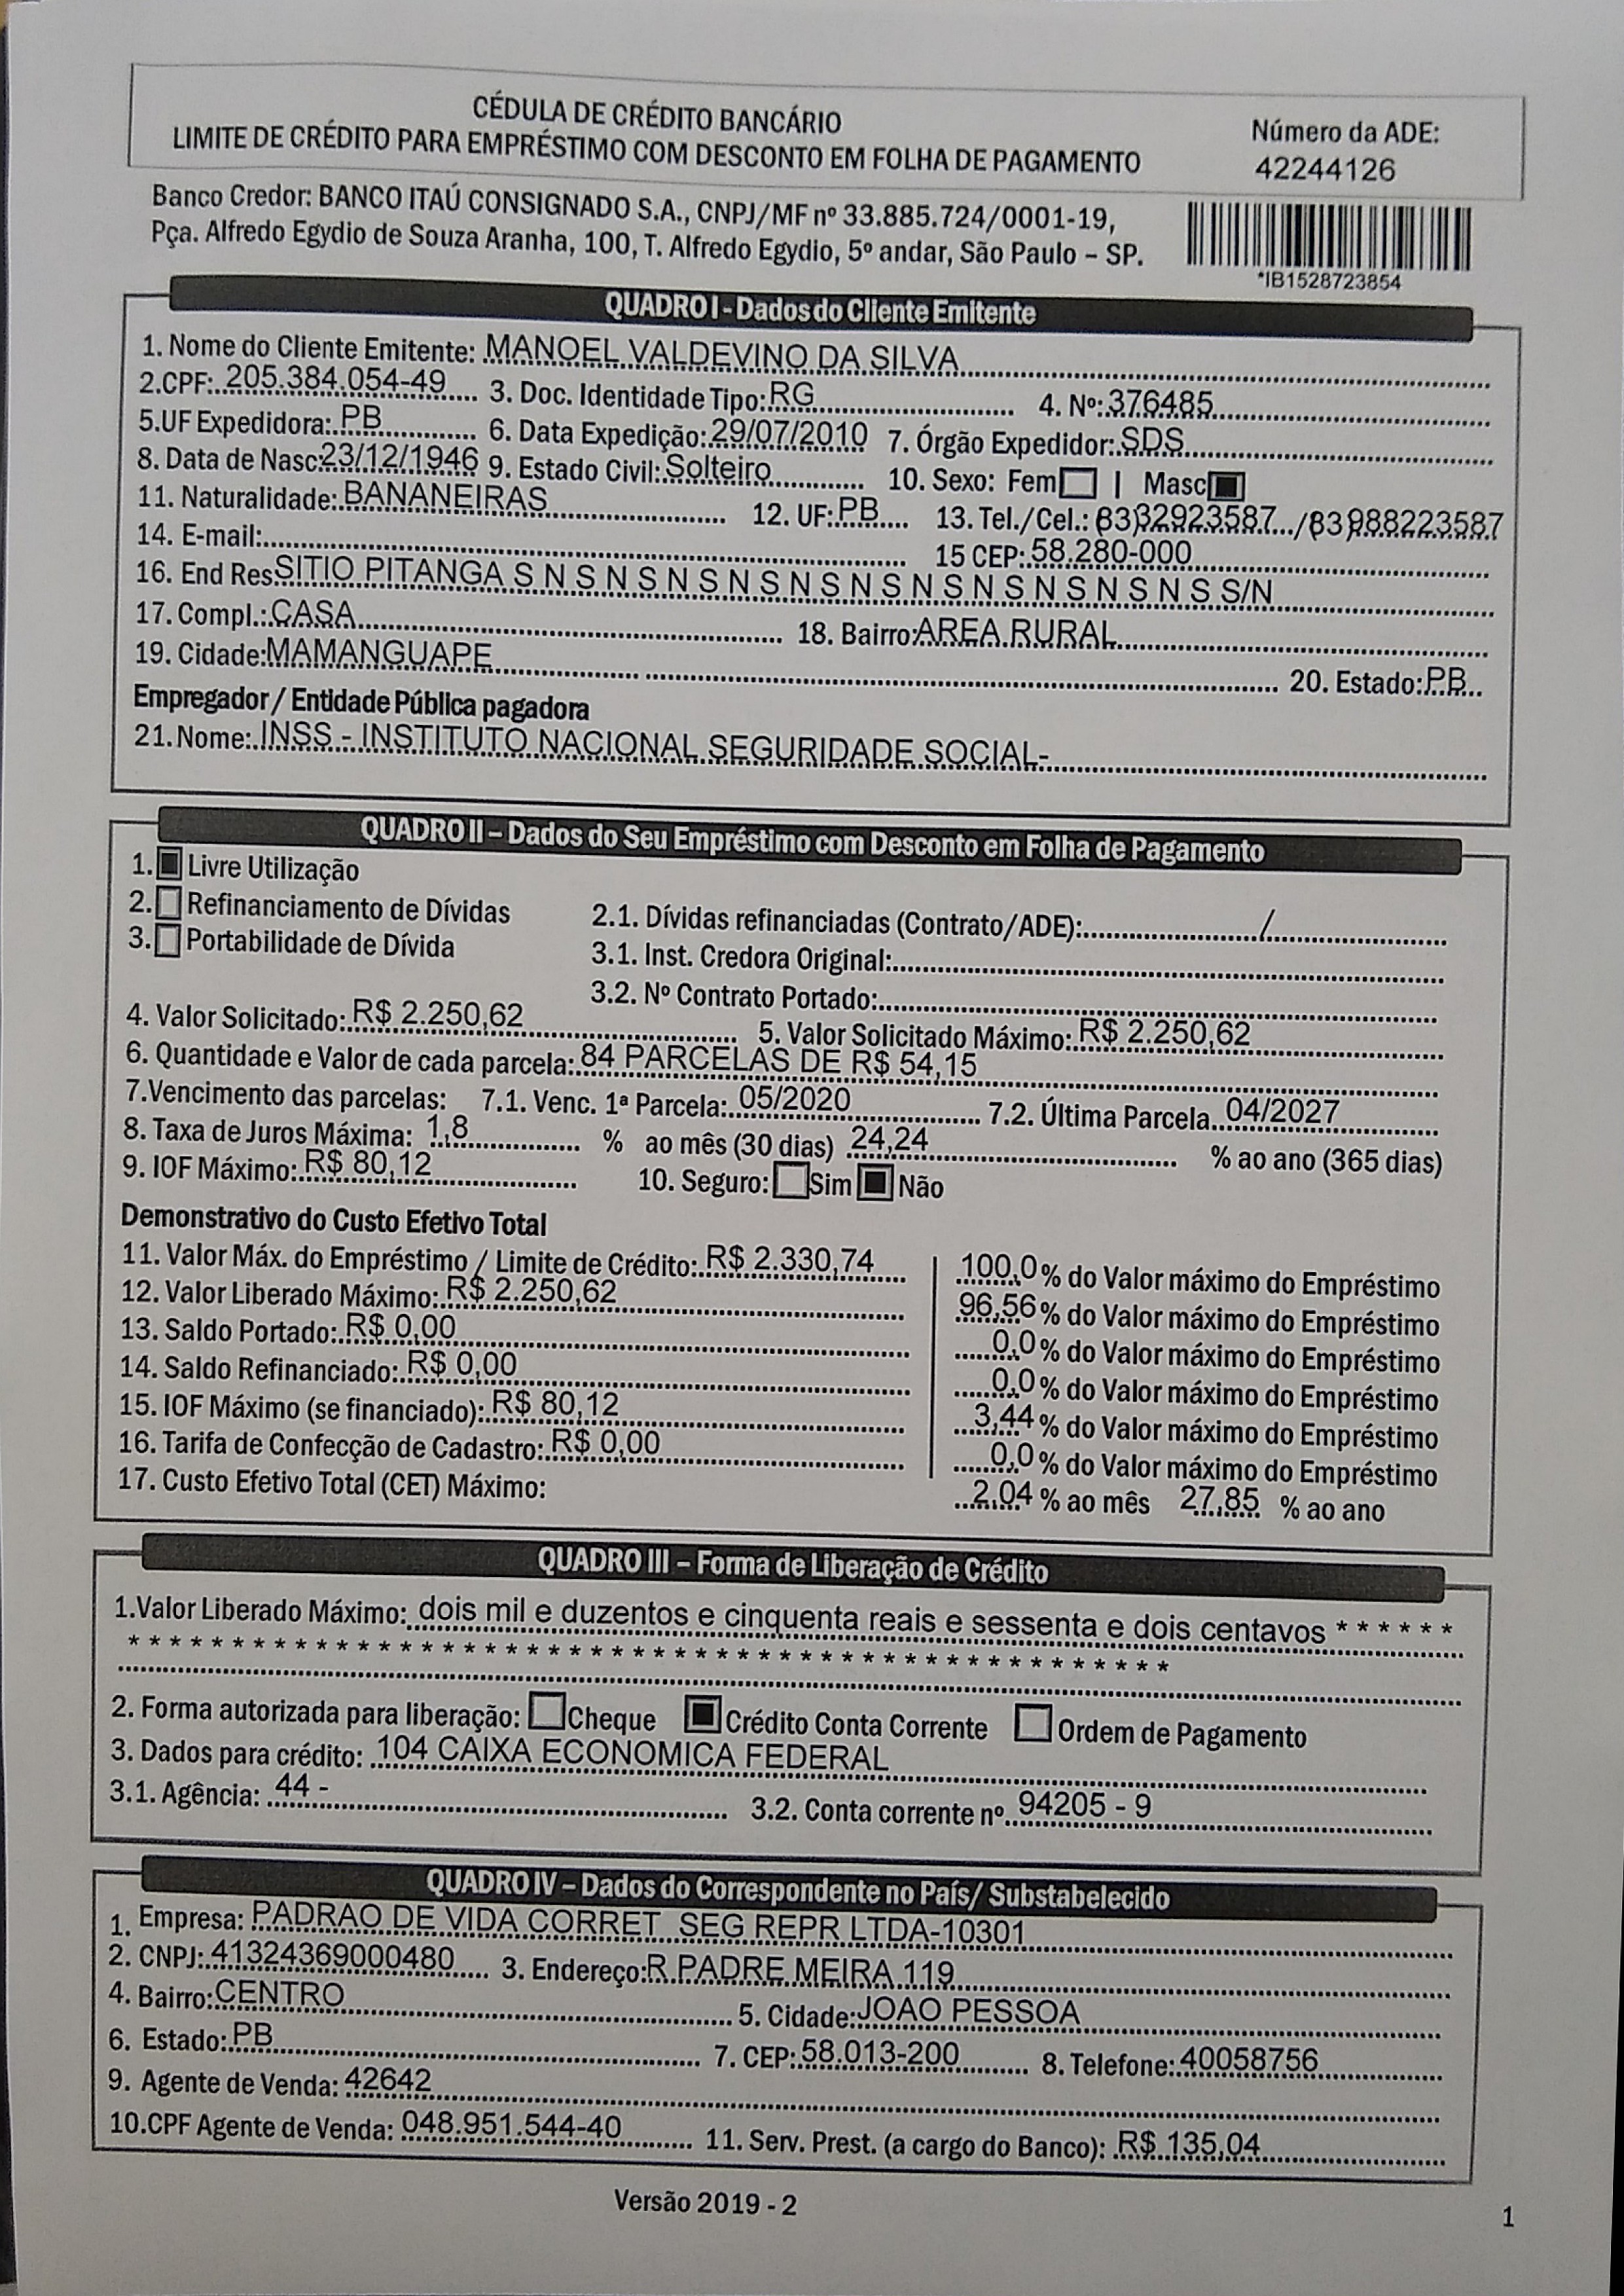 CÉDULA DE CRÉDITO BANCÁRIO
LIMITE DE CRÉDITO PARA EMPRÉSTIMO COM DESCONTO EM FOLHA DE PAGAMENTO
Número da ADE:
42244126
Banco Credor: BANCO ITAÚ CONSIGNADO S.A., CNPJ/MF nº 33.885.724/0001-19,
Pça. Alfredo Egydio de Souza Aranha, 100, T. Alfredo Egydio, 5º andar, São Paulo – SP.
*IB1528723854
QUADRO I - Dados do Cliente Emitente
1. Nome do Cliente Emitente: MANOEL VALDEVINO DA SILVA
2.CPF: 205.384.054-49 3. Doc. Identidade Tipo: RG 4. Nº: 376485
5.UF Expedidora: PB 6. Data Expedição: 29/07/2010 7. Órgão Expedidor: SDS
8. Data de Nasc: 23/12/1946 9. Estado Civil: Solteiro 10. Sexo: Fem | Masc
11. Naturalidade: BANANEIRAS 12. UF: PB 13. Tel./Cel.: (83)32923587 /(83)988223587
14. E-mail: 15 CEP: 58.280-000
16. End Res SITIO PITANGA S N S N S N S N S N S N S N S N S N S N S N S S/N
17. Compl.: CASA 18. Bairro: AREA RURAL
19. Cidade: MAMANGUAPE 20. Estado: PB
Empregador / Entidade Pública pagadora
21. Nome: INSS - INSTITUTO NACIONAL SEGURIDADE SOCIAL-
QUADRO II – Dados do Seu Empréstimo com Desconto em Folha de Pagamento
1. Livre Utilização
2. Refinanciamento de Dívidas 2.1. Dívidas refinanciadas (Contrato/ADE): /
3. Portabilidade de Dívida 3.1. Inst. Credora Original:
3.2. Nº Contrato Portado:
4. Valor Solicitado: R$ 2.250,62 5. Valor Solicitado Máximo: R$ 2.250,62
6. Quantidade e Valor de cada parcela: 84 PARCELAS DE R$ 54,15
7.Vencimento das parcelas: 7.1. Venc. 1ª Parcela: 05/2020 7.2. Última Parcela 04/2027
8. Taxa de Juros Máxima: 1,8 % ao mês (30 dias) 24,24 % ao ano (365 dias)
9. IOF Máximo: R$ 80,12 10. Seguro: Sim Não
Demonstrativo do Custo Efetivo Total
11. Valor Máx. do Empréstimo / Limite de Crédito: R$ 2.330,74 100,0 % do Valor máximo do Empréstimo
12. Valor Liberado Máximo: R$ 2.250,62 96,56 % do Valor máximo do Empréstimo
13. Saldo Portado: R$ 0,00 0,0 % do Valor máximo do Empréstimo
14. Saldo Refinanciado: R$ 0,00 0,0 % do Valor máximo do Empréstimo
15. IOF Máximo (se financiado): R$ 80,12 3,44 % do Valor máximo do Empréstimo
16. Tarifa de Confecção de Cadastro: R$ 0,00 0,0 % do Valor máximo do Empréstimo
17. Custo Efetivo Total (CET) Máximo: 2,04 % ao mês 27,85 % ao ano
QUADRO III – Forma de Liberação de Crédito
1.Valor Liberado Máximo: dois mil e duzentos e cinquenta reais e sessenta e dois centavos * * * * * *
* * * * * * * * * * * * * * * * * * * * * * * * * * * * * * * * * * * * * * * * * * * * * * * * * *
2. Forma autorizada para liberação: Cheque Crédito Conta Corrente Ordem de Pagamento
3. Dados para crédito: 104 CAIXA ECONOMICA FEDERAL
3.1. Agência: 44 - 3.2. Conta corrente nº 94205 - 9
QUADRO IV – Dados do Correspondente no País/ Substabelecido
1. Empresa: PADRAO DE VIDA CORRET SEG REPR LTDA-10301
2. CNPJ: 41324369000480 3. Endereço: R PADRE MEIRA 119
4. Bairro: CENTRO 5. Cidade: JOAO PESSOA
6. Estado: PB 7. CEP: 58.013-200 8. Telefone: 40058756
9. Agente de Venda: 42642
10.CPF Agente de Venda: 048.951.544-40 11. Serv. Prest. (a cargo do Banco): R$ 135,04
Versão 2019 - 2
1